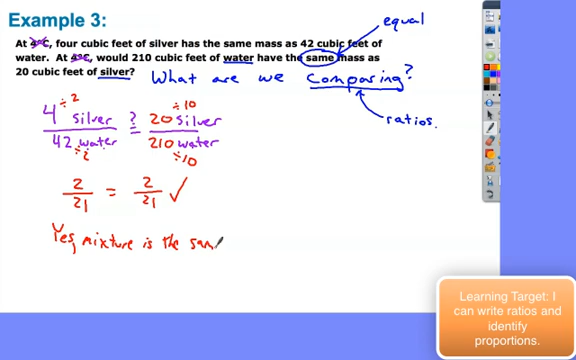 Example 3:
equal
At 4°C, four cubic feet of silver has the same mass as 42 cubic feet of
water. At 4°C, would 210 cubic feet of water have the same mass as
20 cubic feet of silver? What are we comparing?
ratios.
÷2 ÷10
4 silver ? 20 silver
42 water = 210 water
÷2 ÷10
2 = 2 ✓
21 21
Yes, mixture is the sam
Learning Target: I
can write ratios and
identify
proportions.